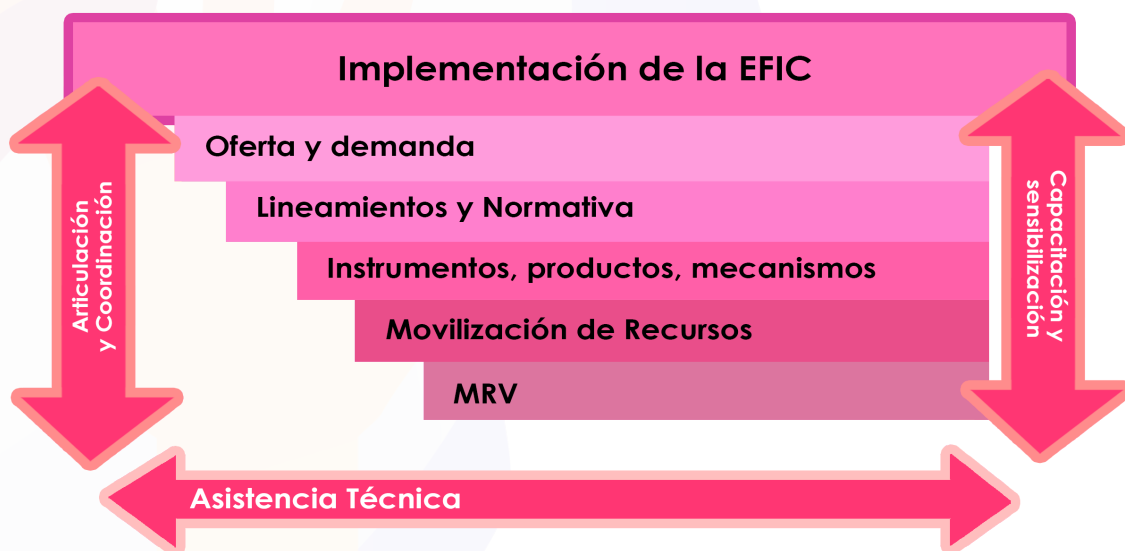 Implementación de la EFIC
Oferta y demanda
Lineamientos y Normativa
Instrumentos, productos, mecanismos
Movilización de Recursos
MRV
Articulación
y Coordinación
Capacitación y
sensibilización
Asistencia Técnica